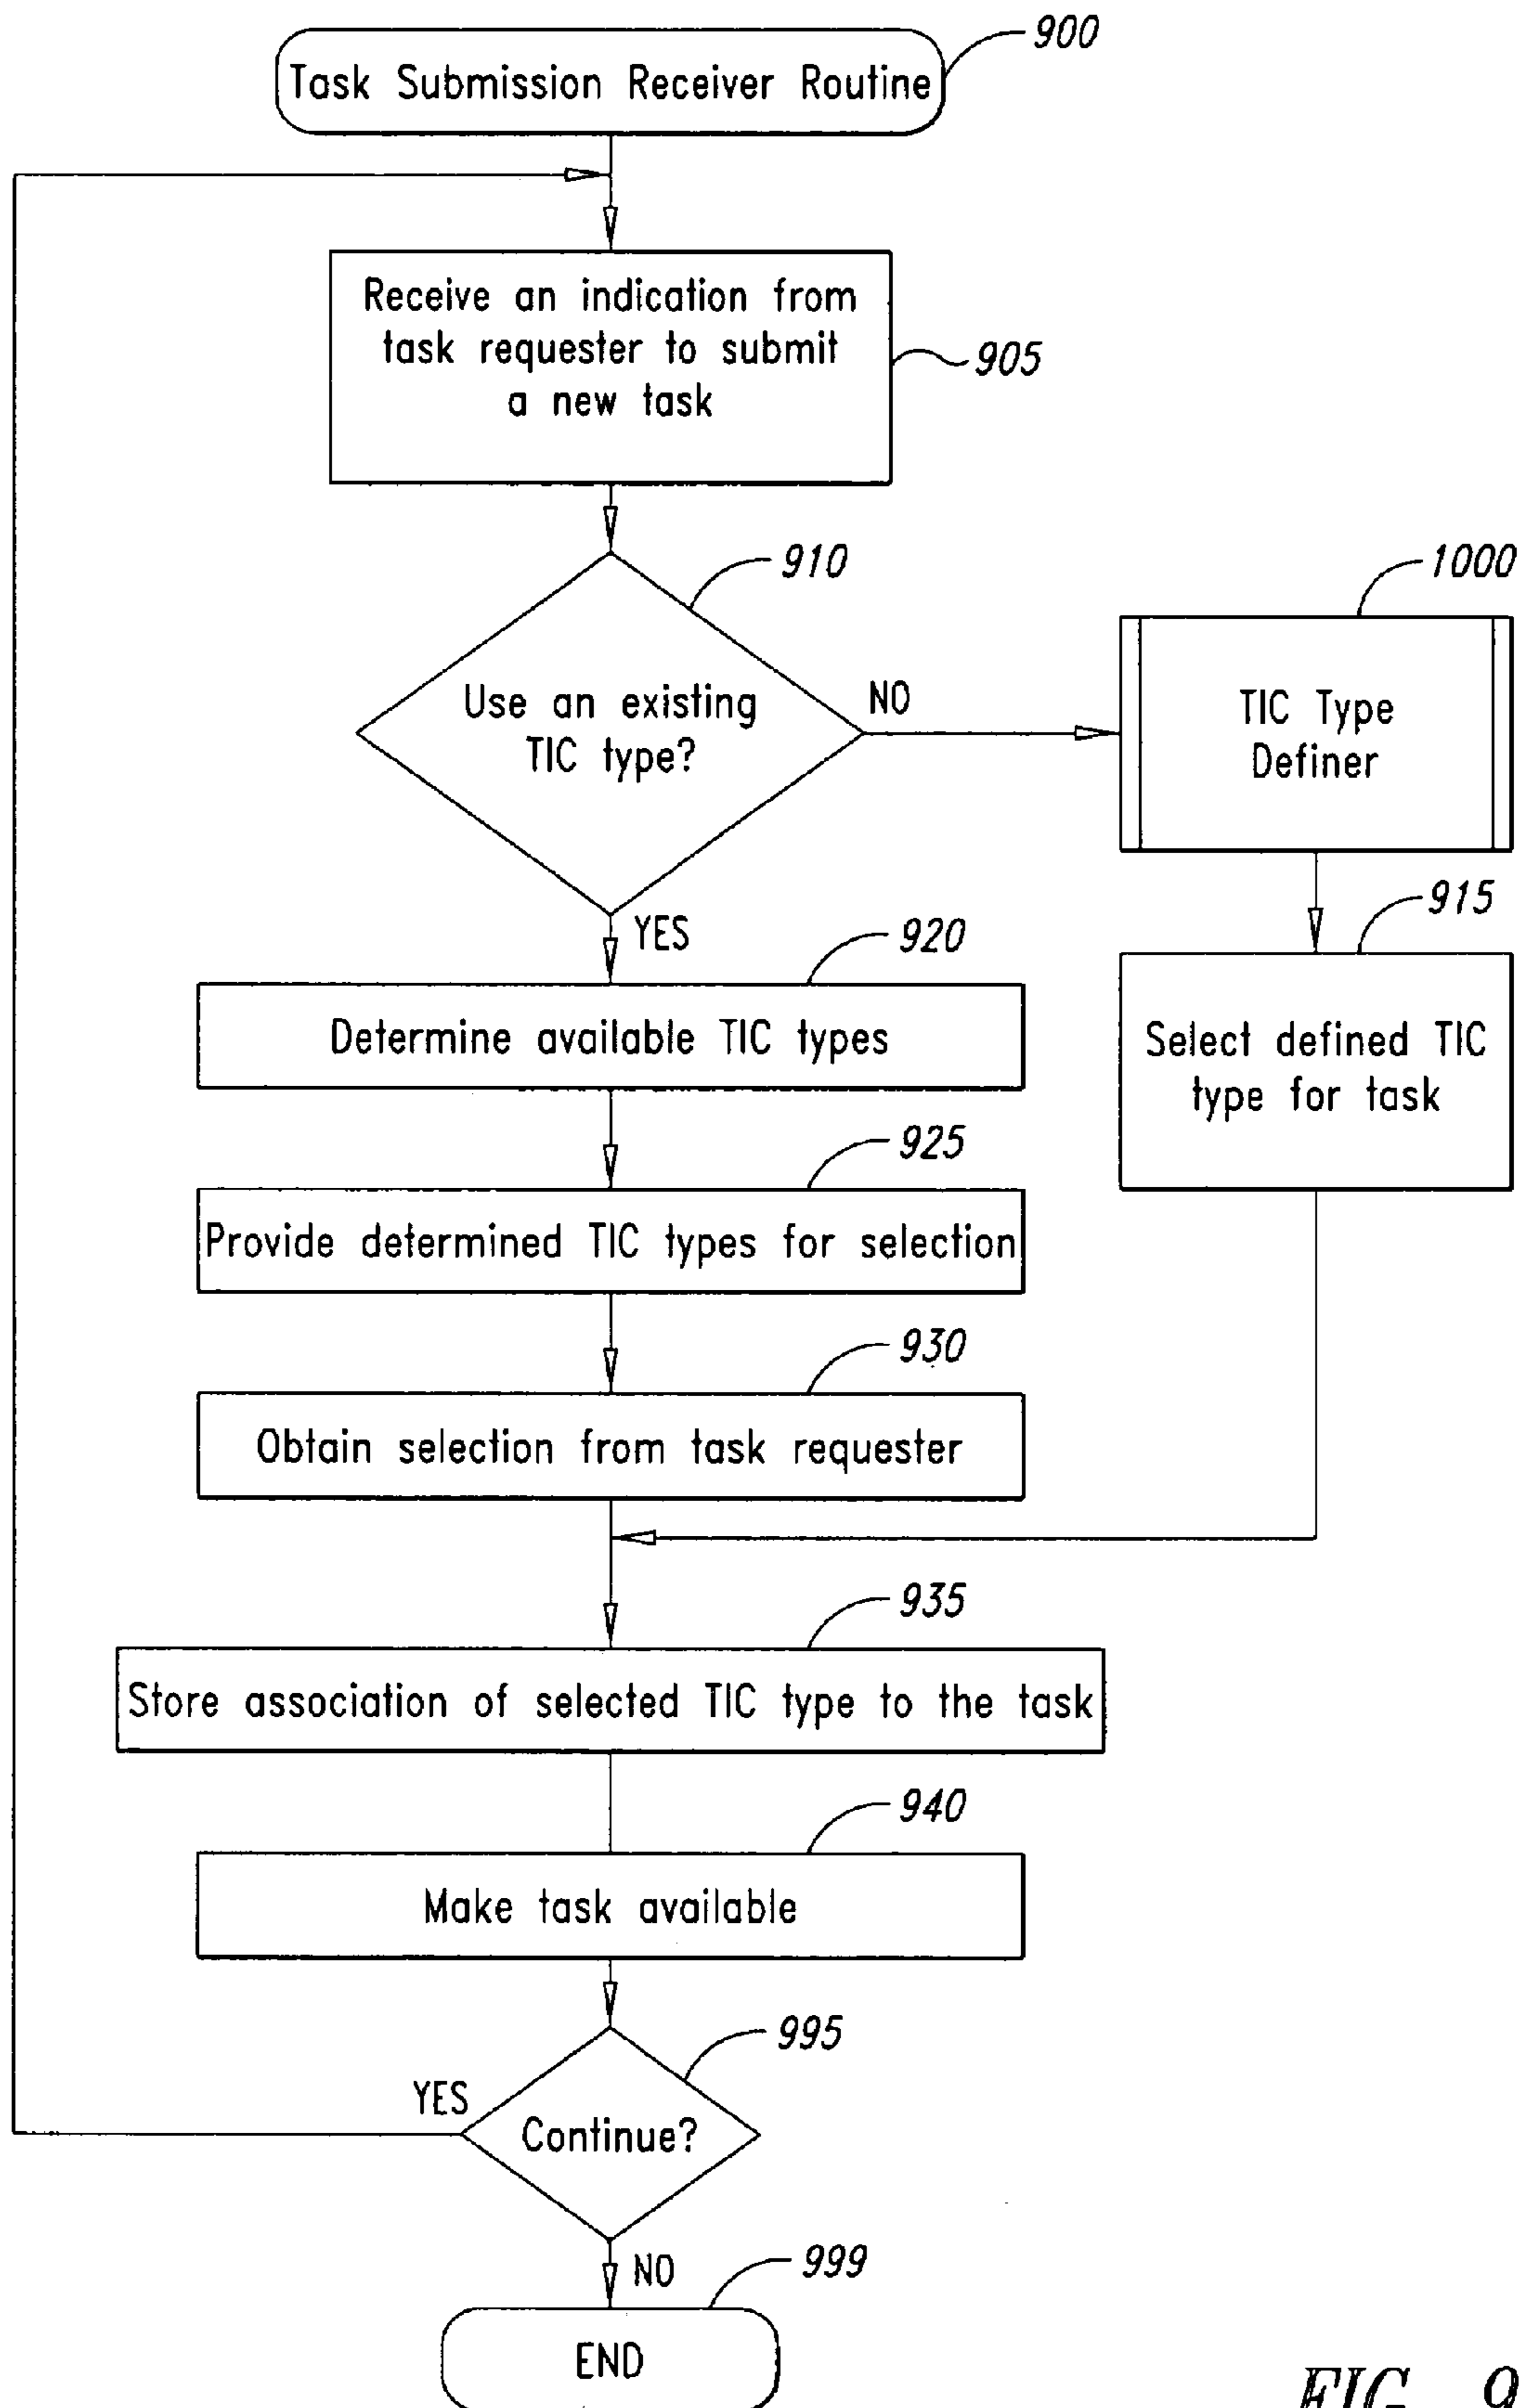 900
Task Submission Receiver Routine
Receive an indication from
task requester to submit
a new task
905
910
1000
Use an existing
TIC type?
NO
TIC Type
Definer
YES
920
915
Determine available TIC types
Select defined TIC
type for task
925
Provide determined TIC types for selection
930
Obtain selection from task requester
935
Store association of selected TIC type to the task
940
Make task available
995
YES
Continue?
NO
999
END
FIG. 9